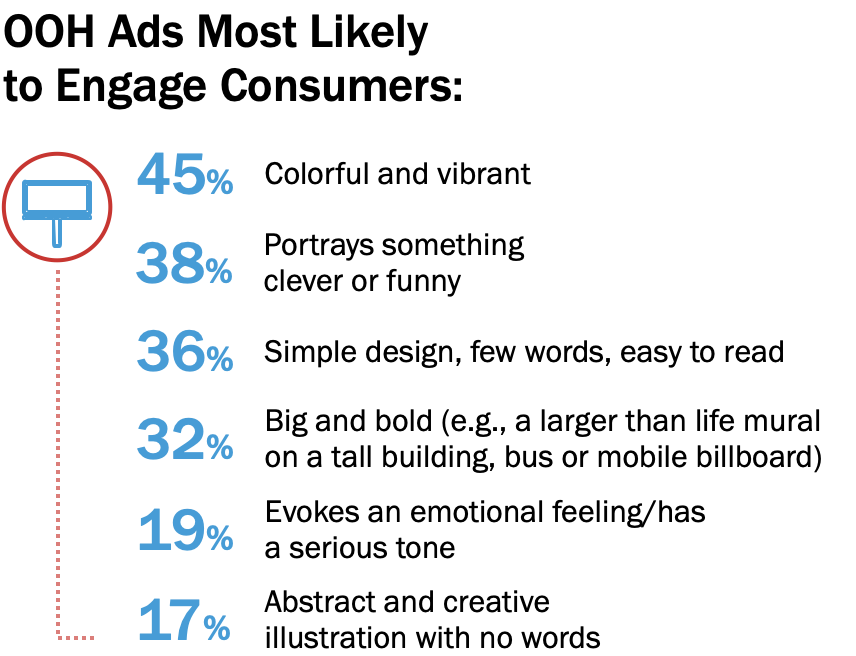 OOH Ads Most Likely
to Engage Consumers:
45% Colorful and vibrant
38% Portrays something
clever or funny
36% Simple design, few words, easy to read
32% Big and bold (e.g., a larger than life mural
on a tall building, bus or mobile billboard)
19% Evokes an emotional feeling/has
a serious tone
17% Abstract and creative
illustration with no words